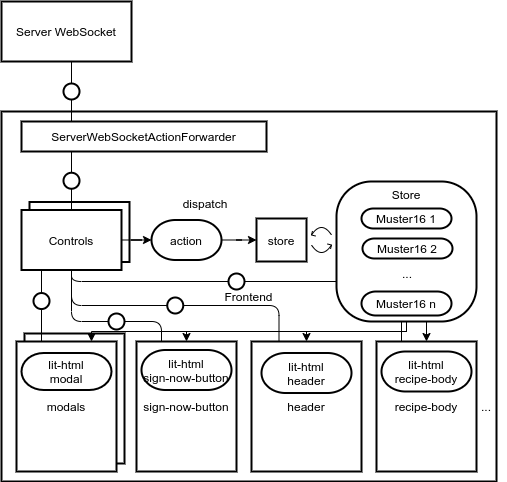 Server WebSocket
ServerWebSocketActionForwarder
dispatch
Store
Muster16 1
Controls
action
store
Muster16 2
...
Frontend
Muster16 n
lit-html
modal
lit-html
sign-now-button
lit-html
header
lit-html
recipe-body
modals
sign-now-button
header
recipe-body
...